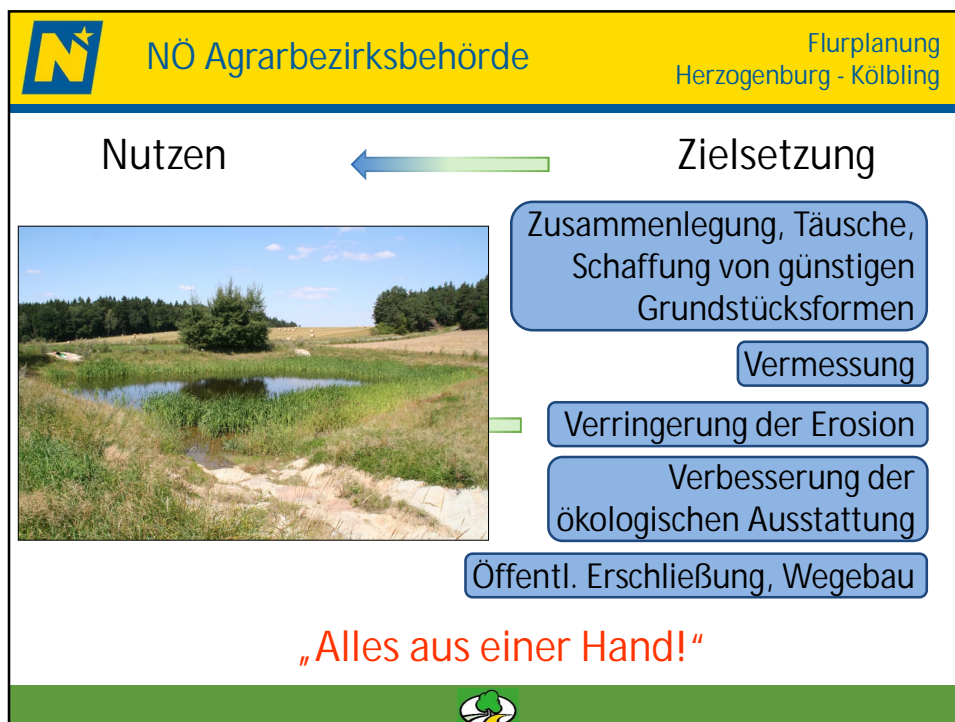 N
NÖ Agrarbezirksbehörde
Flurplanung
Herzogenburg - Kölbling
Nutzen
Zielsetzung
Zusammenlegung, Täusche,
Schaffung von günstigen
Grundstücksformen
Vermessung
Verringerung der Erosion
Verbesserung der
ökologischen Ausstattung
Öffentl. Erschließung, Wegebau
„Alles aus einer Hand!“